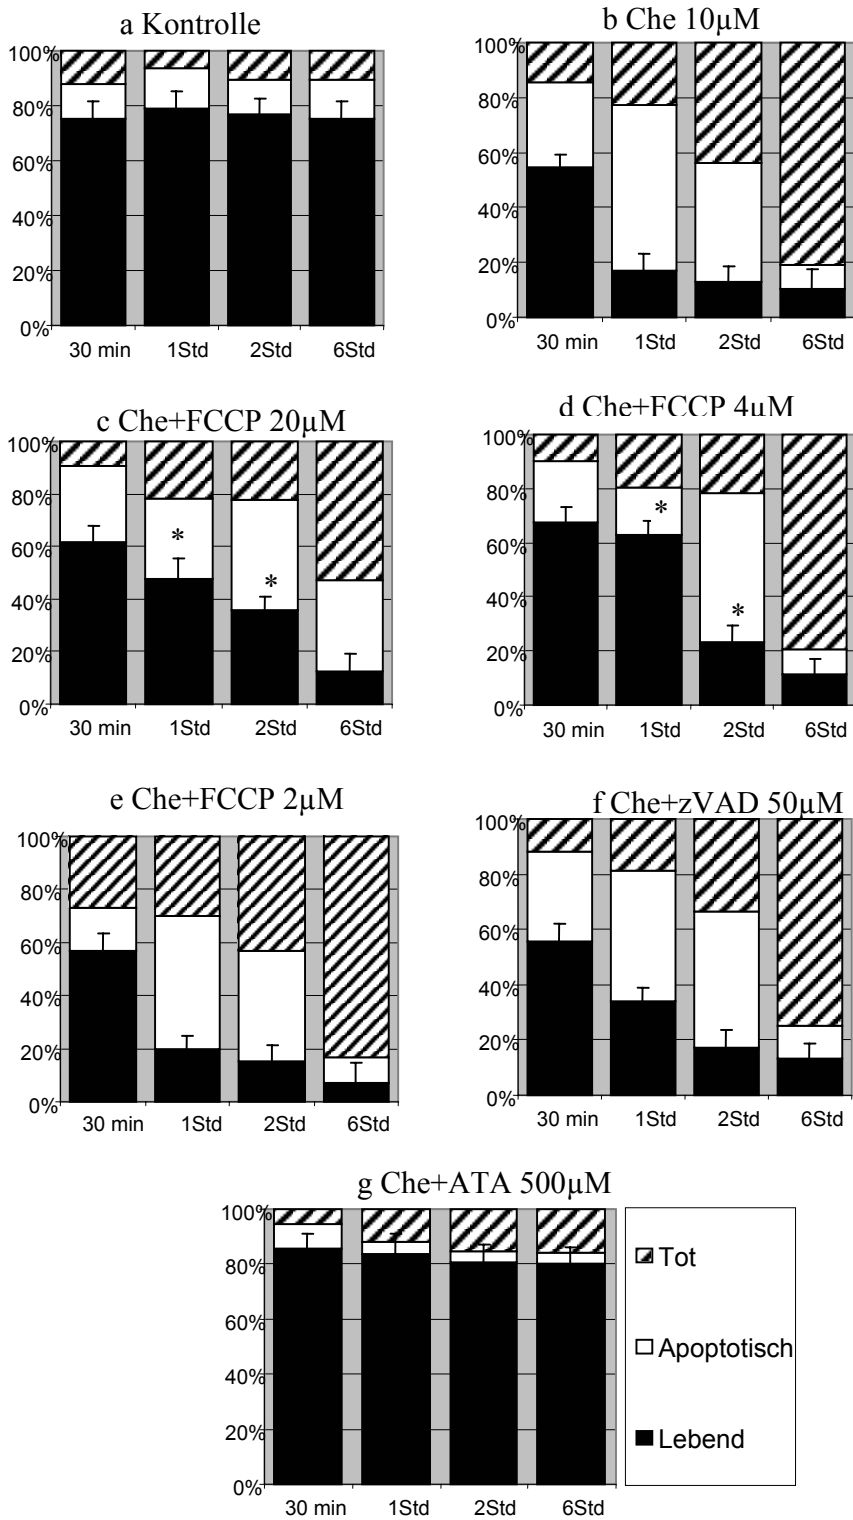 a Kontrolle
100%
80%
60%
40%
20%
0%
30 min 1Std 2Std 6Std
b Che 10µM
100%
80%
60%
40%
20%
0%
30 min 1Std 2Std 6Std
c Che+FCCP 20µM
100%
80%
60%
40%
20%
0%
*
*
30 min 1Std 2Std 6Std
d Che+FCCP 4µM
100%
80%
60%
40%
20%
0%
*
*
30 min 1Std 2Std 6Std
e Che+FCCP 2µM
100%
80%
60%
40%
20%
0%
30 min 1Std 2Std 6Std
f Che+zVAD 50µM
100%
80%
60%
40%
20%
0%
30 min 1Std 2Std 6Std
g Che+ATA 500µM
100%
80%
60%
40%
20%
0%
30 min 1Std 2Std 6Std
Tot
Apoptotisch
Lebend